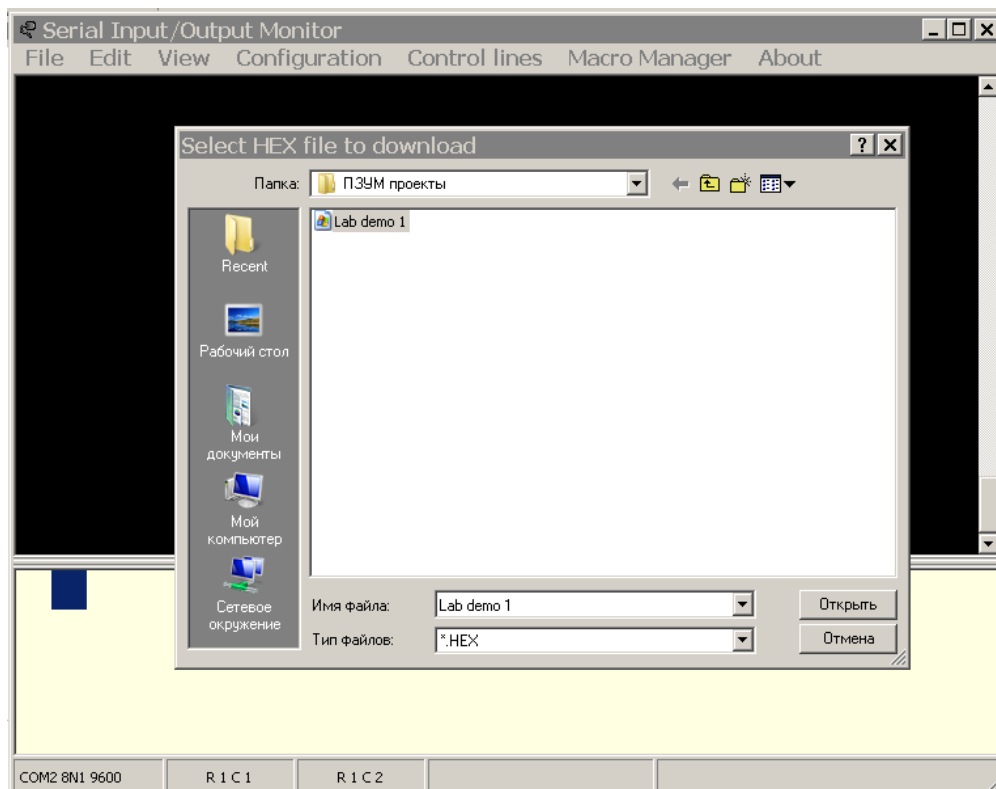 Serial Input/Output Monitor
File Edit View Configuration Control lines Macro Manager About
Select HEX file to download
Папка: ПЗУМ проекты
Lab demo 1
Recent
Рабочий стол
Мои
документы
Мой
компьютер
Сетевое
окружение
Имя файла: Lab demo 1 Открыть
Тип файлов: *.HEX Отмена
COM2 8N1 9600 R 1 C 1 R 1 C 2